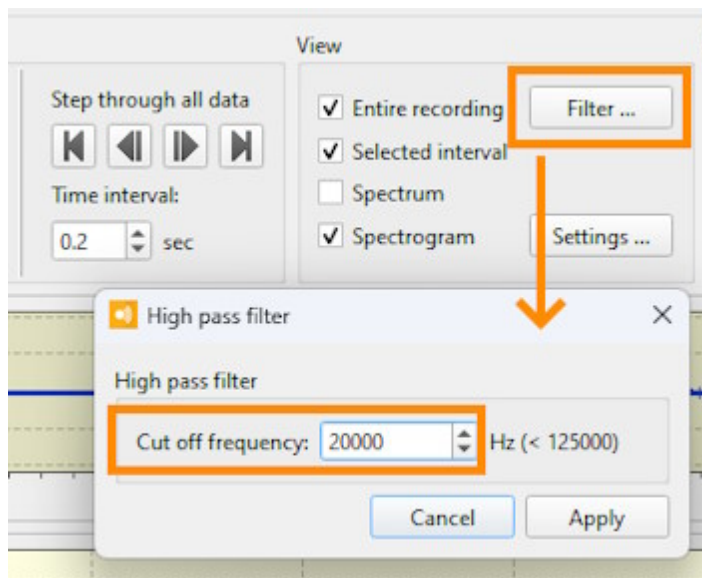 View
Step through all data
Time interval:
0.2 sec
Entire recording
Filter ...
Selected interval
Spectrum
Spectrogram
Settings ...
High pass filter
High pass filter
Cut off frequency: 20000 Hz (< 125000)
Cancel
Apply